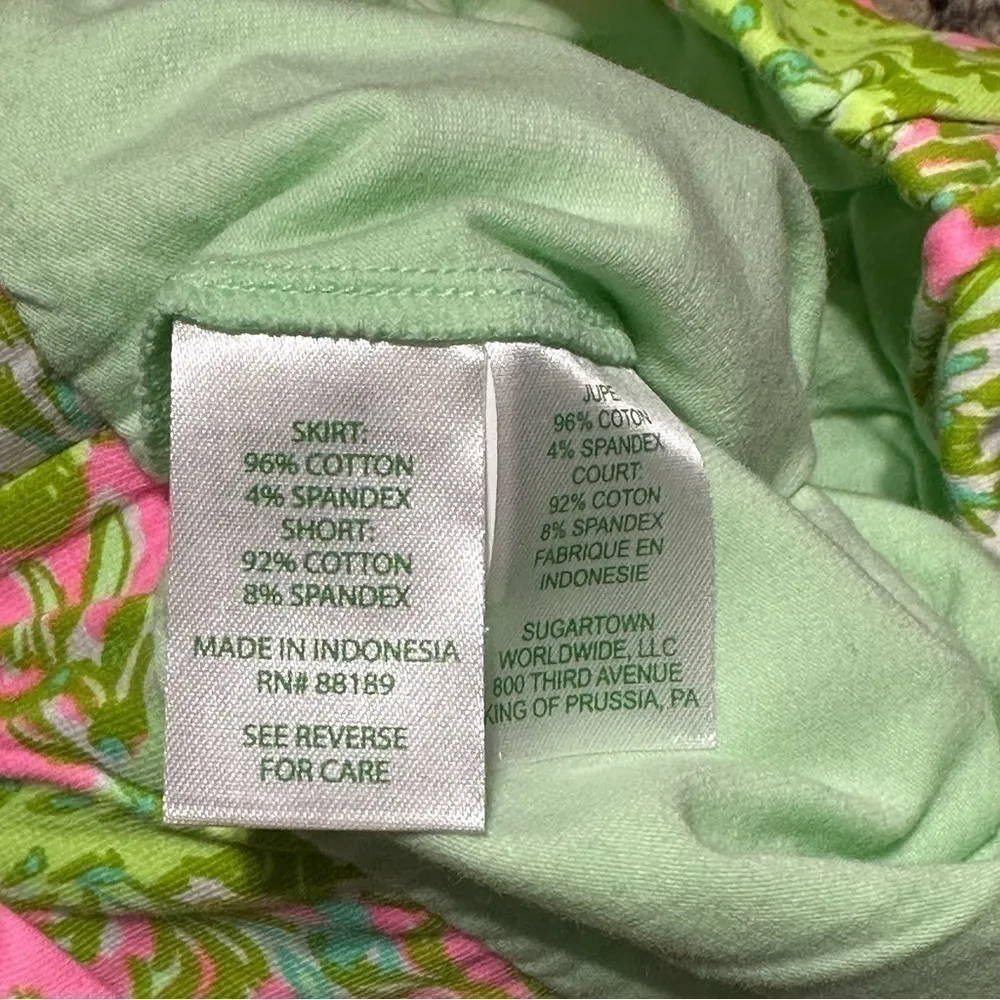 SKIRT:
96% COTTON
4% SPANDEX
SHORT:
92% COTTON
8% SPANDEX
MADE IN INDONESIA
RN# 88189
SEE REVERSE
FOR CARE
JUPE
96% COTON
4% SPANDEX
COURT:
92% COTON
8% SPANDEX
FABRIQUE EN
INDONESIE
SUGARTOWN
WORLDWIDE, LLC
800 THIRD AVENUE
KING OF PRUSSIA, PA